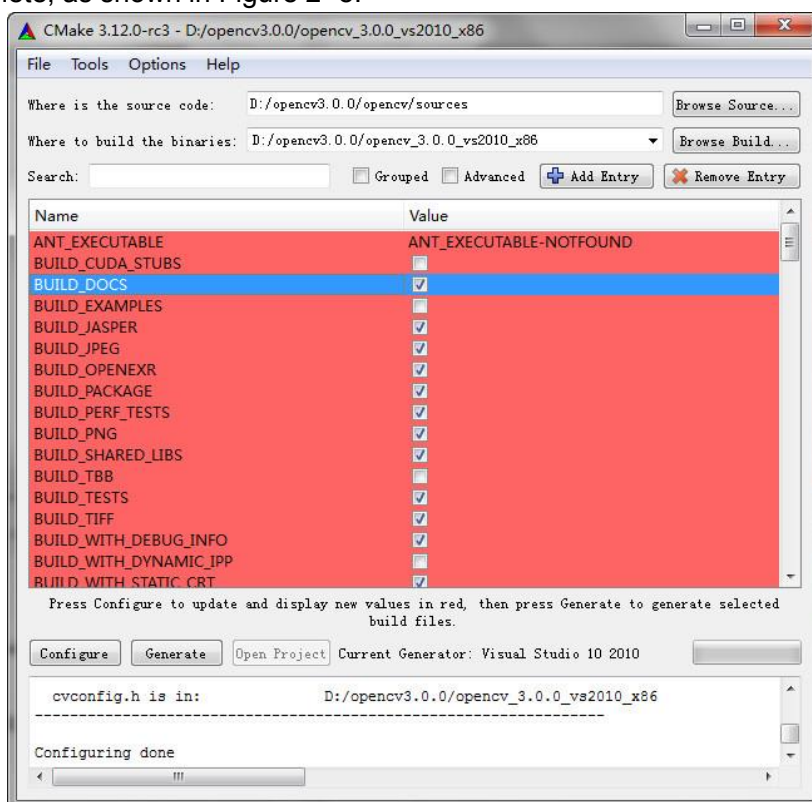 as shown in Figure 2-8.
CMake 3.12.0-rc3 - D:/opencv3.0.0/opencv_3.0.0_vs2010_x86
File Tools Options Help
Where is the source code: D:/opencv3.0.0/opencv/sources Browse Source...
Where to build the binaries: D:/opencv3.0.0/opencv_3.0.0_vs2010_x86 Browse Build...
Search: Grouped Advanced Add Entry Remove Entry
Name Value
ANT_EXECUTABLE ANT_EXECUTABLE-NOTFOUND
BUILD_CUDA_STUBS
BUILD_DOCS
BUILD_EXAMPLES
BUILD_JASPER
BUILD_JPEG
BUILD_OPENEXR
BUILD_PACKAGE
BUILD_PERF_TESTS
BUILD_PNG
BUILD_SHARED_LIBS
BUILD_TBB
BUILD_TESTS
BUILD_TIFF
BUILD_WITH_DEBUG_INFO
BUILD_WITH_DYNAMIC_IPP
BUILD_WITH_STATIC_CRT
Press Configure to update and display new values in red, then press Generate to generate selected
build files.
Configure Generate Open Project Current Generator: Visual Studio 10 2010
cvconfig.h is in: D:/opencv3.0.0/opencv_3.0.0_vs2010_x86
------------------------------------------------------------------
Configuring done